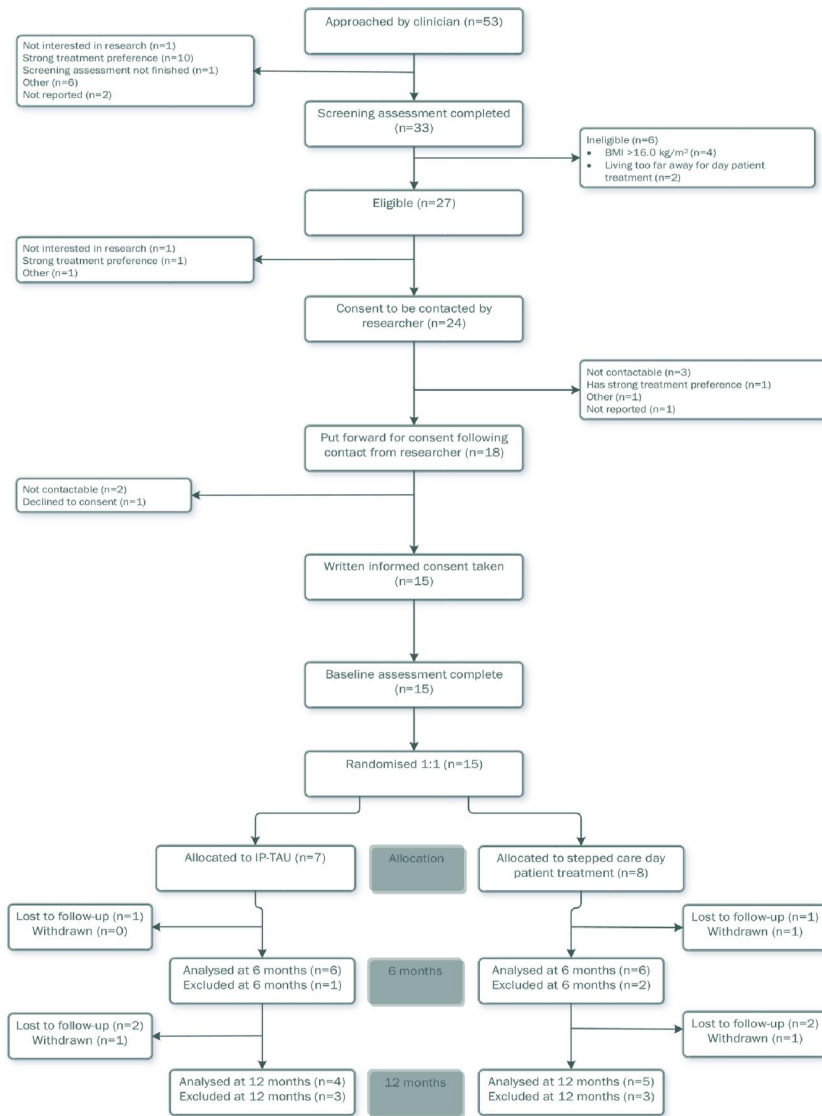 Approached by clinician (n=53)
Not interested in research (n=1)
Strong treatment preference (n=10)
Screening assessment not finished (n=1)
Other (n=6)
Not reported (n=2)
Screening assessment completed
(n=33)
Ineligible (n=6)
• BMI >16.0 kg/m² (n=4)
• Living too far away for day patient
treatment (n=2)
Eligible (n=27)
Not interested in research (n=1)
Strong treatment preference (n=1)
Other (n=1)
Consent to be contacted by
researcher (n=24)
Not contactable (n=3)
Has strong treatment preference (n=1)
Other (n=1)
Not reported (n=1)
Put forward for consent following
contact from researcher (n=18)
Not contactable (n=2)
Declined to consent (n=1)
Written informed consent taken
(n=15)
Baseline assessment complete
(n=15)
Randomised 1:1 (n=15)
Allocated to IP-TAU (n=7)
Allocation
Allocated to stepped care day
patient treatment (n=8)
Lost to follow-up (n=1)
Withdrawn (n=0)
Lost to follow-up (n=1)
Withdrawn (n=1)
Analysed at 6 months (n=6)
Excluded at 6 months (n=1)
6 months
Analysed at 6 months (n=6)
Excluded at 6 months (n=2)
Lost to follow-up (n=2)
Withdrawn (n=1)
Lost to follow-up (n=2)
Withdrawn (n=1)
Analysed at 12 months (n=4)
Excluded at 12 months (n=3)
12 months
Analysed at 12 months (n=5)
Excluded at 12 months (n=3)